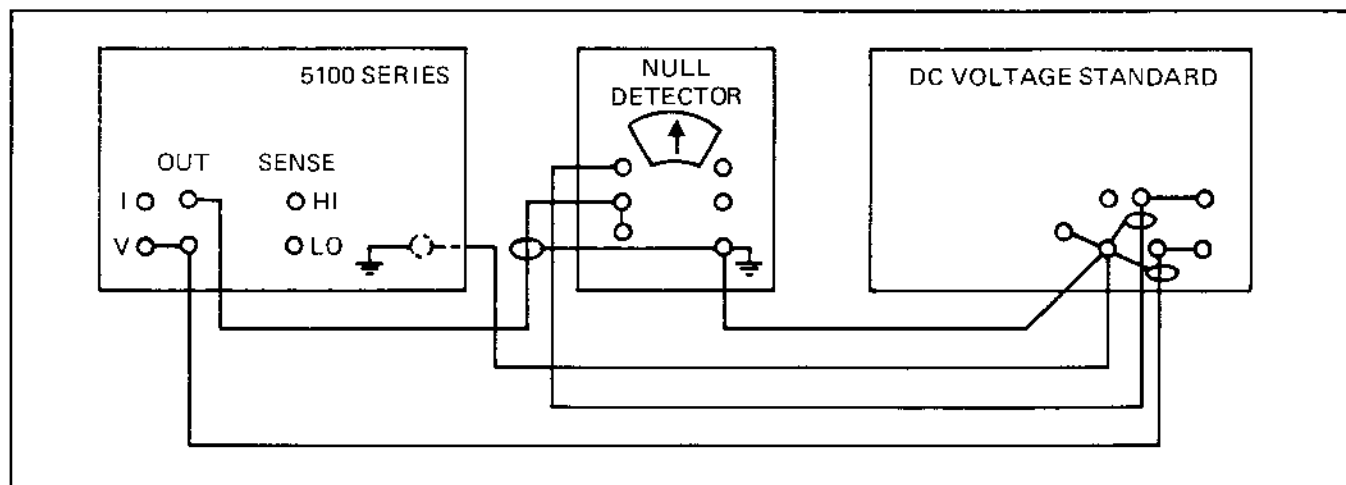 5100 SERIES
OUT SENSE
I HI
V LO
NULL
DETECTOR
DC VOLTAGE STANDARD